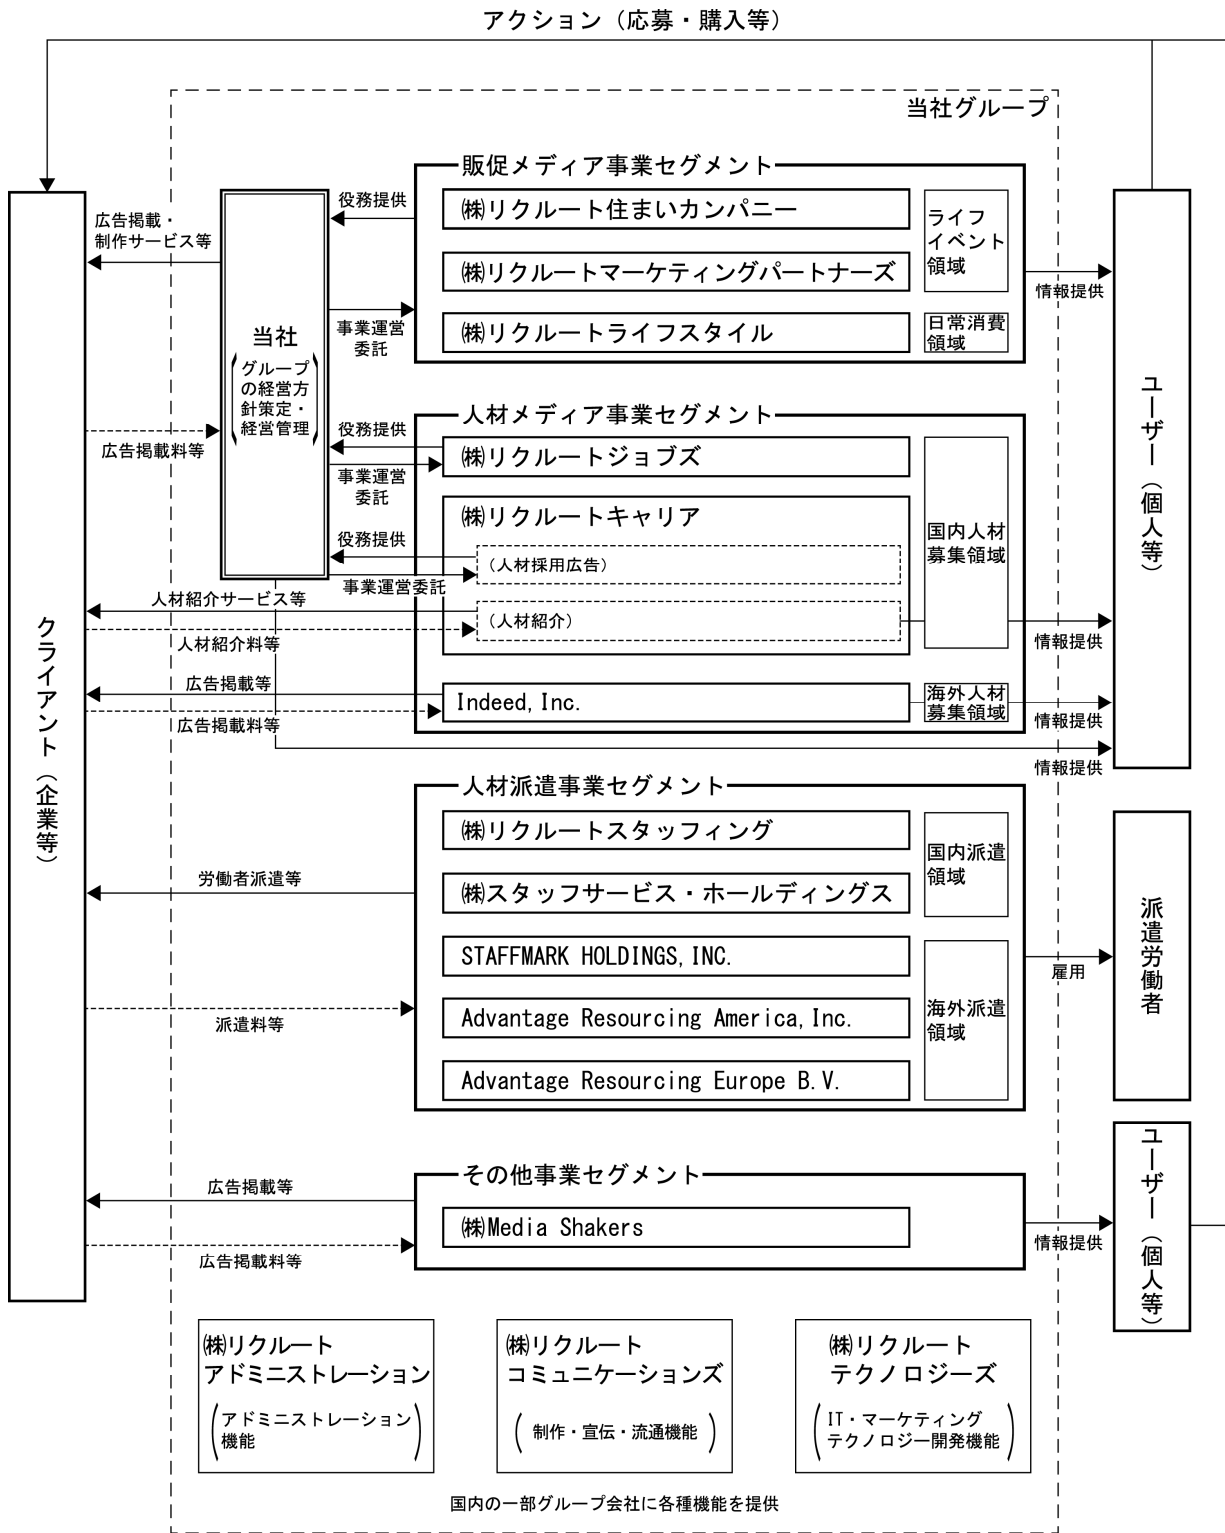 アクション（応募・購入等）
当社グループ
販促メディア事業セグメント
㈱リクルート住まいカンパニー
㈱リクルートマーケティングパートナーズ
㈱リクルートライフスタイル
ライフ
イベント
領域
日常消費
領域
役務提供
事業運営
委託
広告掲載・
制作サービス等
当社
グループ
の経営方
針策定・
経営管理
広告掲載料等
情報提供
人材メディア事業セグメント
㈱リクルートジョブズ
㈱リクルートキャリア
（人材採用広告）
（人材紹介）
Indeed, Inc.
国内人材
募集領域
海外人材
募集領域
役務提供
事業運営
委託
役務提供
事業運営委託
人材紹介サービス等
人材紹介料等
広告掲載等
広告掲載料等
情報提供
情報提供
情報提供
ユーザー（個人等）
クライアント（企業等）
人材派遣事業セグメント
㈱リクルートスタッフィング
㈱スタッフサービス・ホールディングス
STAFFMARK HOLDINGS, INC.
Advantage Resourcing America, Inc.
Advantage Resourcing Europe B.V.
国内派遣
領域
海外派遣
領域
労働者派遣等
派遣料等
雇用
派遣労働者
その他事業セグメント
㈱Media Shakers
広告掲載等
広告掲載料等
情報提供
ユーザー（個人等）
㈱リクルート
アドミニストレーション
アドミニストレーション
機能
㈱リクルート
コミュニケーションズ
制作・宣伝・流通機能
㈱リクルート
テクノロジーズ
IT・マーケティング
テクノロジー開発機能
国内の一部グループ会社に各種機能を提供